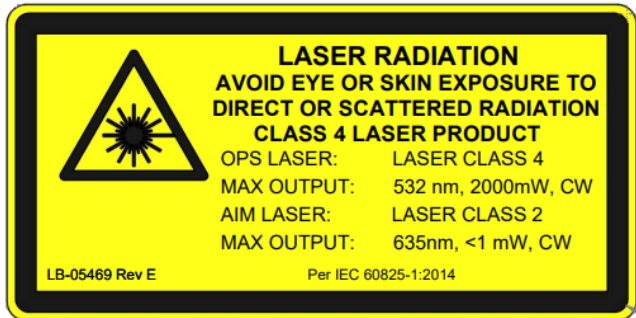 LASER RADIATION
AVOID EYE OR SKIN EXPOSURE TO
DIRECT OR SCATTERED RADIATION
CLASS 4 LASER PRODUCT
OPS LASER: LASER CLASS 4
MAX OUTPUT: 532 nm, 2000mW, CW
AIM LASER: LASER CLASS 2
MAX OUTPUT: 635nm, <1 mW, CW
LB-05469 Rev E Per IEC 60825-1:2014